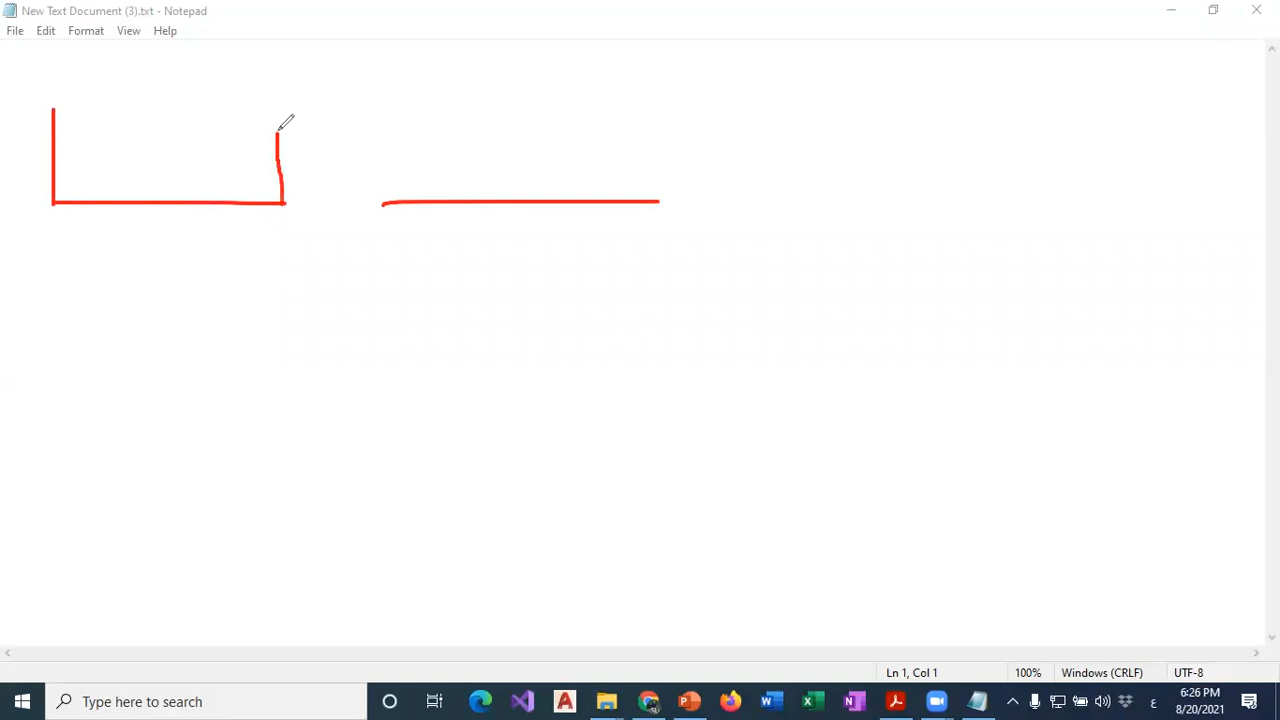 New Text Document (3).txt - Notepad
File Edit Format View Help
Ln 1, Col 1 100% Windows (CRLF) UTF-8
Type here to search
ع 6:26 PM
8/20/2021